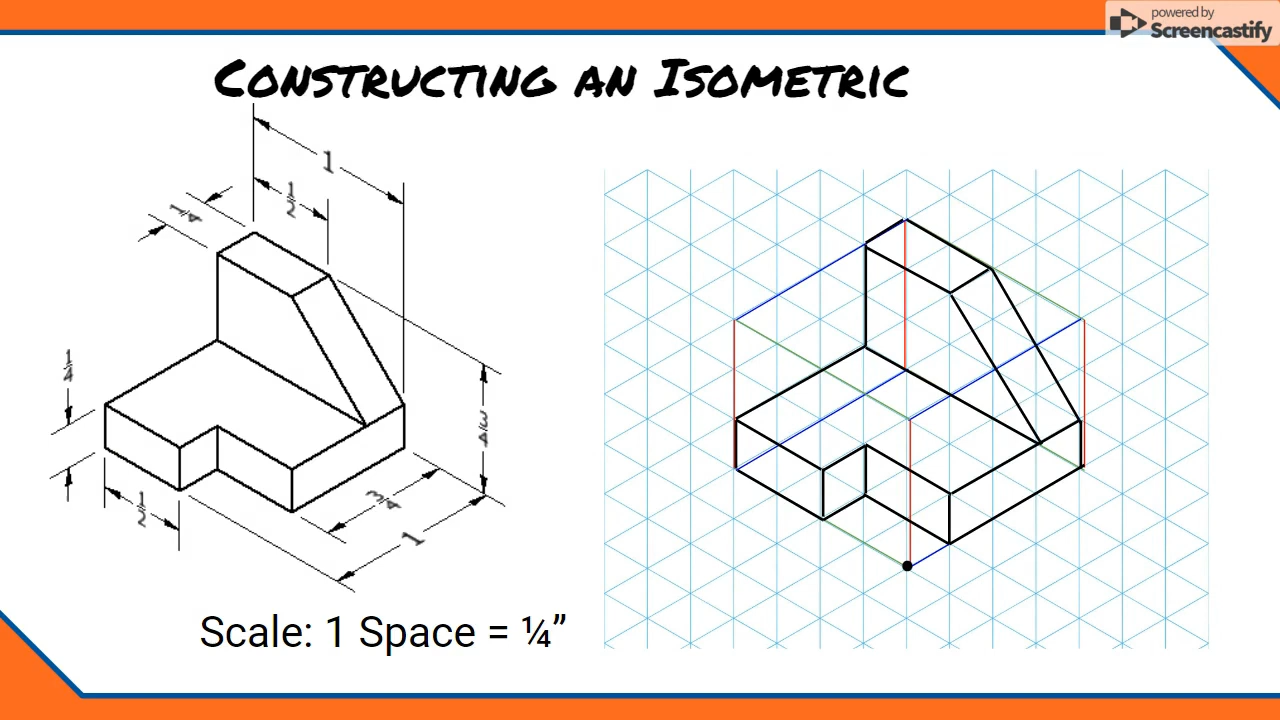 powered by
Screencastify
Constructing an Isometric
1
1/2
1/4
1/4
3/4
1/2
3/4
1
Scale: 1 Space = ¼”